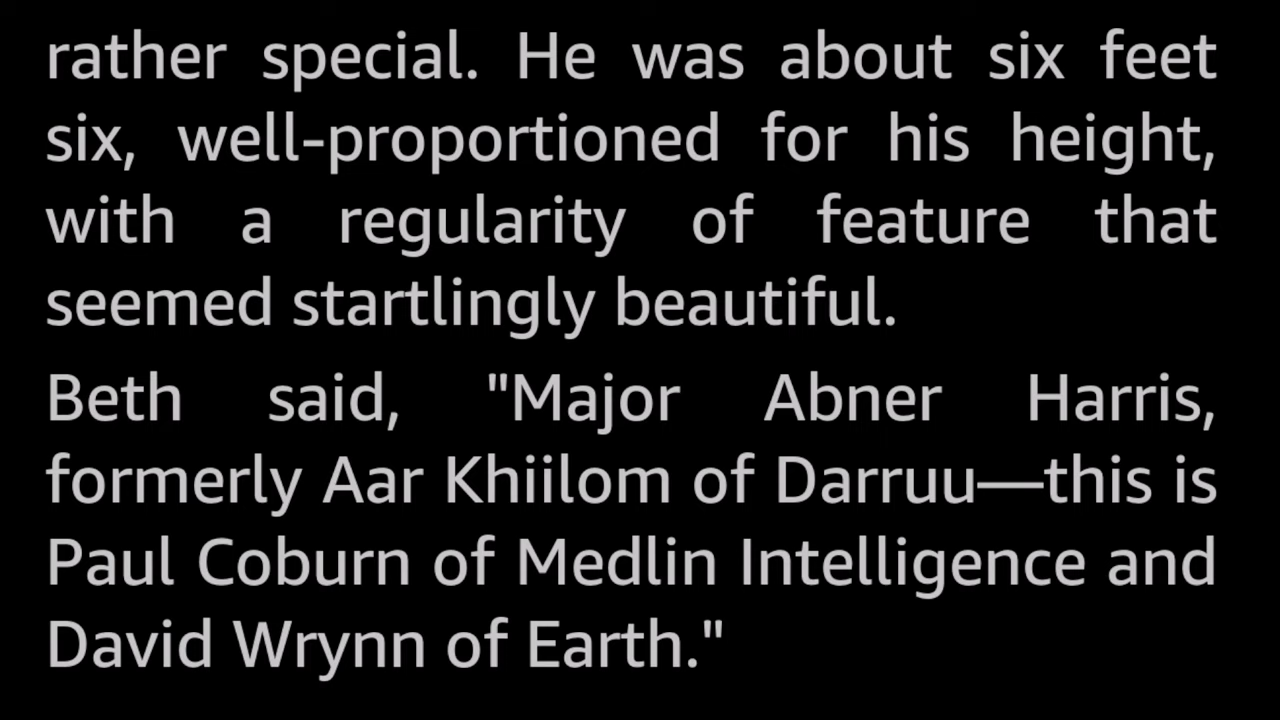 rather special. He was about six feet
six, well-proportioned for his height,
with a regularity of feature that
seemed startlingly beautiful.
Beth said, "Major Abner Harris,
formerly Aar Khiilom of Darruu—this is
Paul Coburn of Medlin Intelligence and
David Wrynn of Earth."